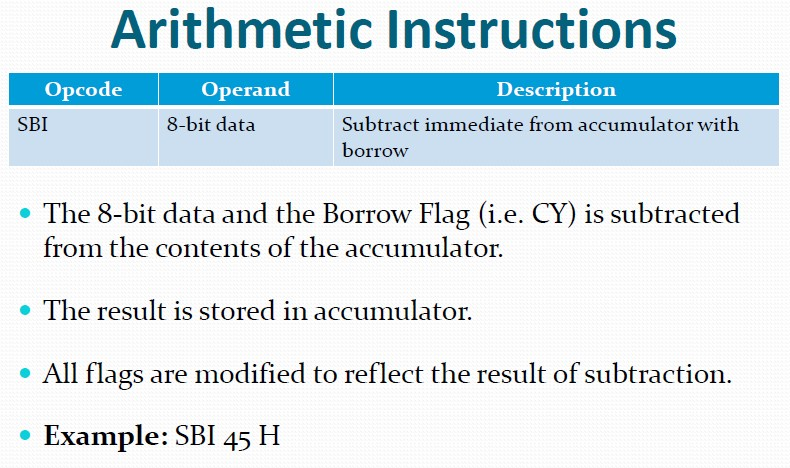 Arithmetic Instructions
Opcode Operand Description
SBI 8-bit data Subtract immediate from accumulator with
borrow
• The 8-bit data and the Borrow Flag (i.e. CY) is subtracted
from the contents of the accumulator.
• The result is stored in accumulator.
• All flags are modified to reflect the result of subtraction.
• Example: SBI 45 H